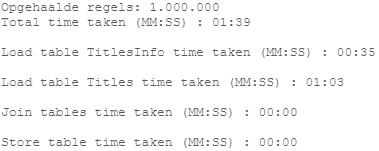 Opgehaalde regels: 1.000.000
Total time taken (MM:SS) : 01:39
Load table TitlesInfo time taken (MM:SS) : 00:35
Load table Titles time taken (MM:SS) : 01:03
Join tables time taken (MM:SS) : 00:00
Store table time taken (MM:SS) : 00:00